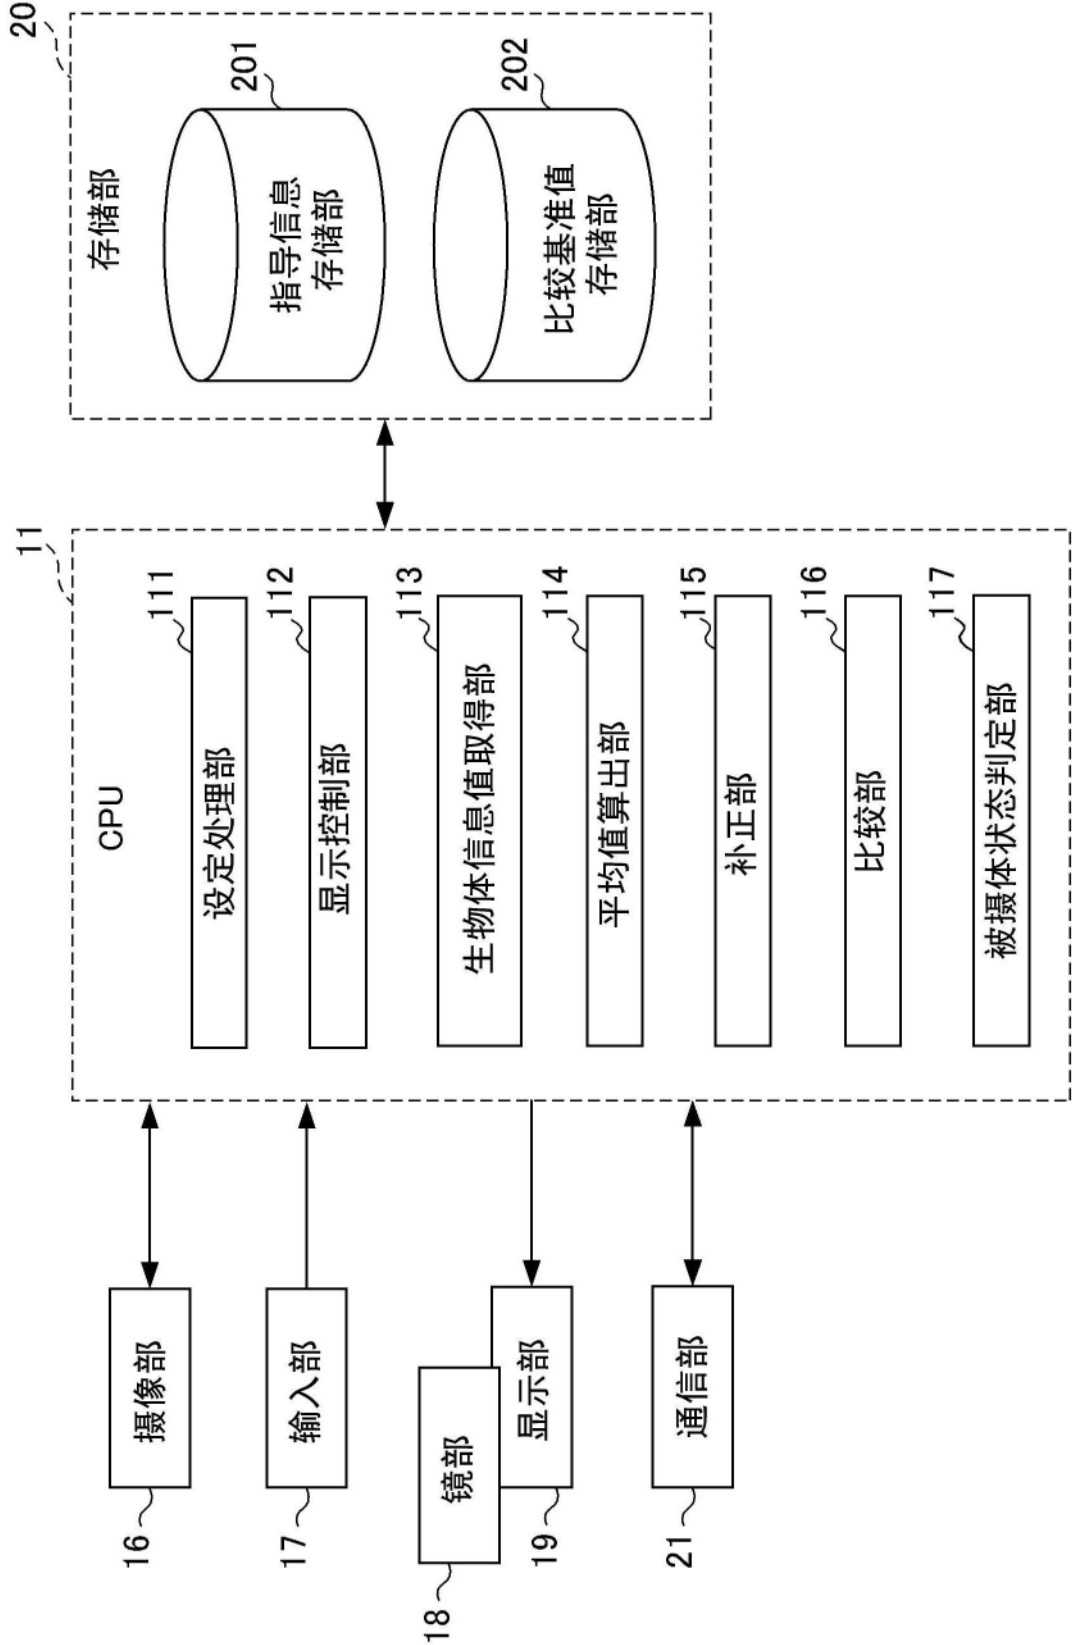 16
摄像部
17
输入部
18
镜部
19
显示部
21
通信部
11
CPU
111
设定处理部
112
显示控制部
113
生物体信息值取得部
114
平均值算出部
115
补正部
116
比较部
117
被摄体状态判定部
20
存储部
201
指导信息
存储部
202
比较基准值
存储部